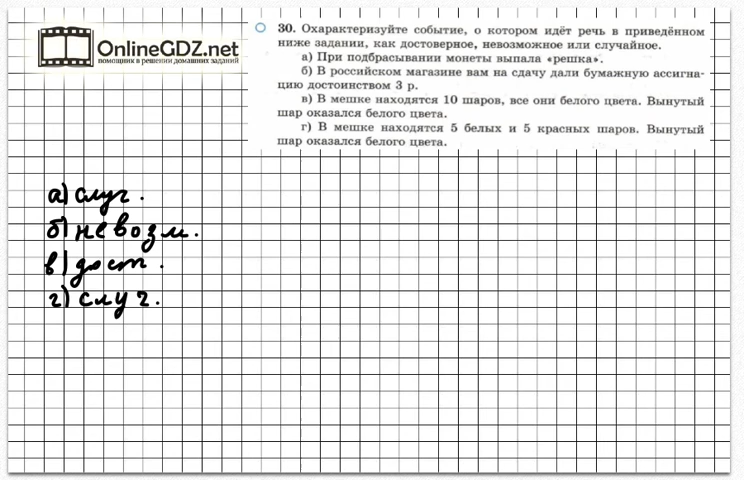 OnlineGDZ.net
помощник в решении домашних заданий
30. Охарактеризуйте событие, о котором идёт речь в приведённом
ниже задании, как достоверное, невозможное или случайное.
а) При подбрасывании монеты выпала «решка».
б) В российском магазине вам на сдачу дали бумажную ассигна-
цию достоинством 3 р.
в) В мешке находятся 10 шаров, все они белого цвета. Вынутый
шар оказался белого цвета.
г) В мешке находятся 5 белых и 5 красных шаров. Вынутый
шар оказался белого цвета.
а) случ.
б) невозм.
в) дост.
г) случ.